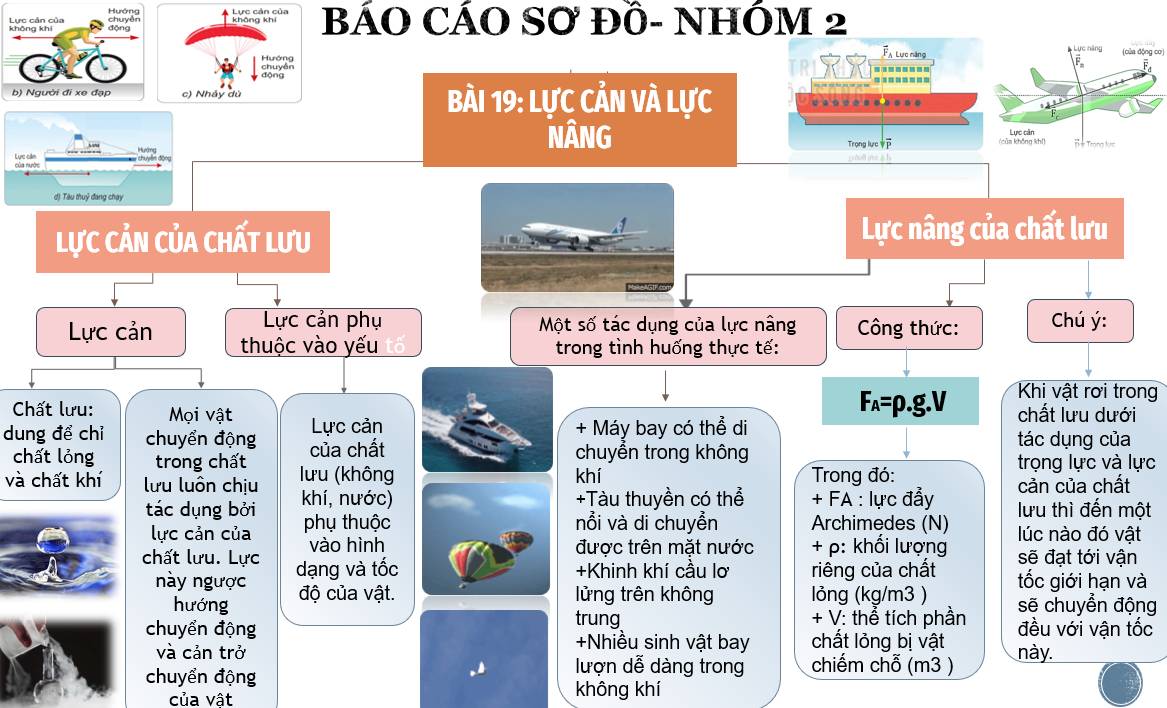 BÁO CÁO SƠ ĐỒ- NHÓM 2
Lực cản của
không khí
Hướng
chuyển
động
b) Người đi xe đạp
Lực cản của
không khí
Hướng
chuyển
động
c) Nhảy dù
Lực cản
của nước
Hướng
chuyển động
d) Tàu thuỷ đang chạy
F_A Lực nâng
Trọng lực P
Lực nâng
F_n
(của động cơ)
F_d
F_c
Lực cản
(của không khí)
P Trọng lực
BÀI 19: LỰC CẢN VÀ LỰC
NÂNG
MakeAGIF.com
LỰC CẢN CỦA CHẤT LƯU
Lực cản
Chất lưu:
dung để chỉ
chất lỏng
và chất khí
Mọi vật
chuyển động
trong chất
lưu luôn chịu
tác dụng bởi
lực cản của
chất lưu. Lực
này ngược
hướng
chuyển động
và cản trở
chuyển động
của vật
Lực cản phụ
thuộc vào yếu tố
Lực cản
của chất
lưu (không
khí, nước)
phụ thuộc
vào hình
dạng và tốc
độ của vật.
Lực nâng của chất lưu
Một số tác dụng của lực nâng
trong tình huống thực tế:
+ Máy bay có thể di
chuyển trong không
khí
+Tàu thuyền có thể
nổi và di chuyển
được trên mặt nước
+Khinh khí cầu lơ
lửng trên không
trung
+Nhiều sinh vật bay
lượn dễ dàng trong
không khí
Công thức:
FA=ρ.g.V
Trong đó:
+ FA : lực đẩy
Archimedes (N)
+ ρ: khối lượng
riêng của chất
lỏng (kg/m3 )
+ V: thể tích phần
chất lỏng bị vật
chiếm chỗ (m3 )
Chú ý:
Khi vật rơi trong
chất lưu dưới
tác dụng của
trọng lực và lực
cản của chất
lưu thì đến một
lúc nào đó vật
sẽ đạt tới vận
tốc giới hạn và
sẽ chuyển động
đều với vận tốc
này.